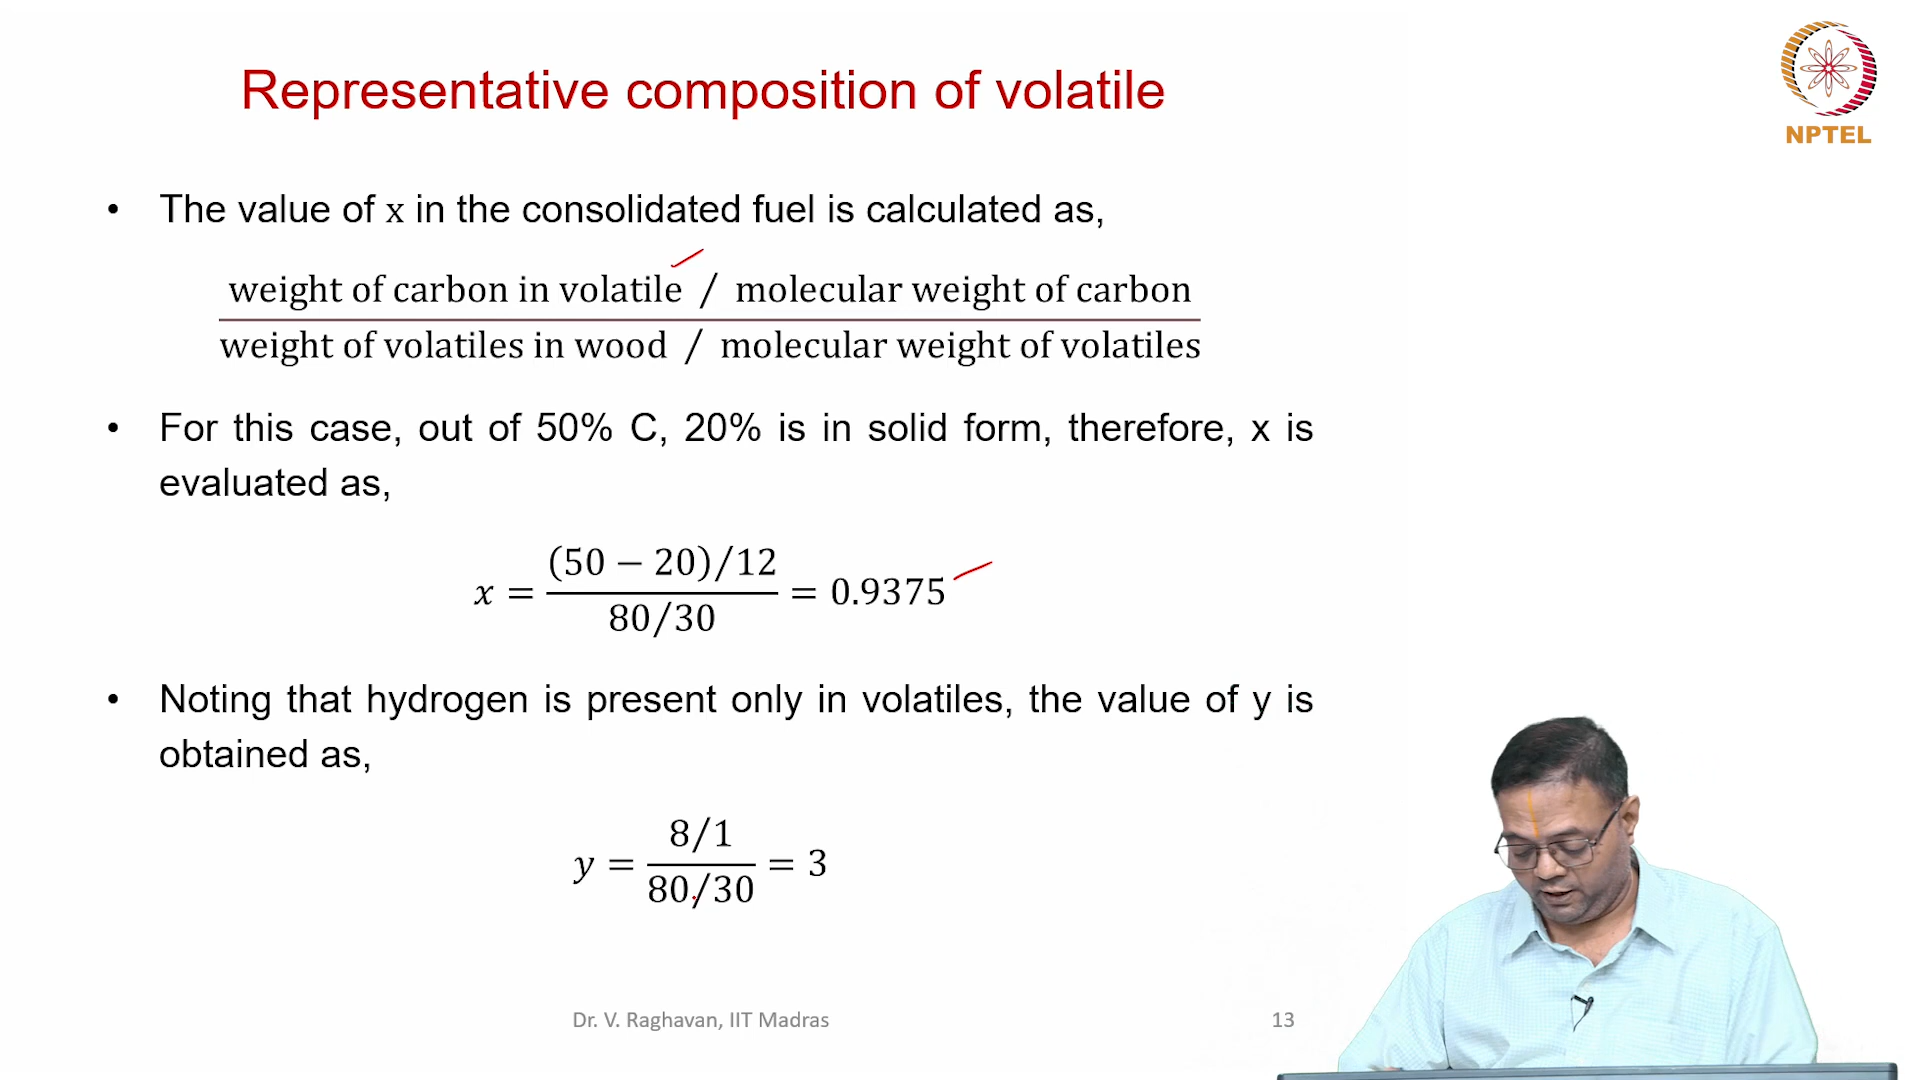 Representative composition of volatile
NPTEL
• The value of x in the consolidated fuel is calculated as,
weight of carbon in volatile / molecular weight of carbon
weight of volatiles in wood / molecular weight of volatiles
• For this case, out of 50% C, 20% is in solid form, therefore, x is
evaluated as,
x = (50 − 20)/12 / 80/30 = 0.9375
• Noting that hydrogen is present only in volatiles, the value of y is
obtained as,
y = 8/1 / 80/30 = 3
Dr. V. Raghavan, IIT Madras
13